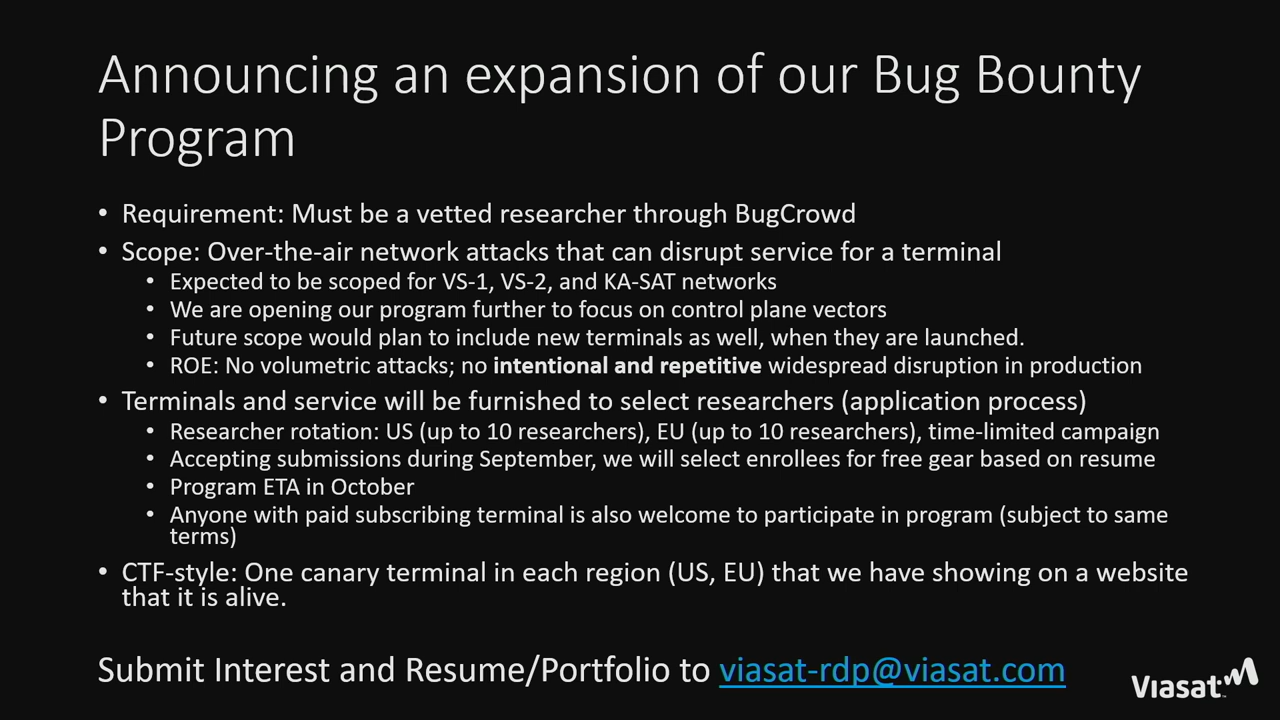 Announcing an expansion of our Bug Bounty
Program
• Requirement: Must be a vetted researcher through BugCrowd
• Scope: Over-the-air network attacks that can disrupt service for a terminal
• Expected to be scoped for VS-1, VS-2, and KA-SAT networks
• We are opening our program further to focus on control plane vectors
• Future scope would plan to include new terminals as well, when they are launched.
• ROE: No volumetric attacks; no intentional and repetitive widespread disruption in production
• Terminals and service will be furnished to select researchers (application process)
• Researcher rotation: US (up to 10 researchers), EU (up to 10 researchers), time-limited campaign
• Accepting submissions during September, we will select enrollees for free gear based on resume
• Program ETA in October
• Anyone with paid subscribing terminal is also welcome to participate in program (subject to same
terms)
• CTF-style: One canary terminal in each region (US, EU) that we have showing on a website
that it is alive.
Submit Interest and Resume/Portfolio to viasat-rdp@viasat.com
Viasat™